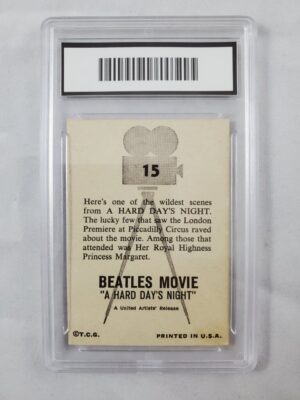 15
Here's one of the wildest scenes
from A HARD DAY'S NIGHT.
The lucky few that saw the London
Premiere at Piccadilly Circus raved
about the movie. Among those that
attended was Her Royal Highness
Princess Margaret.
BEATLES MOVIE
"A HARD DAY'S NIGHT"
A United Artists' Release
©T.C.G. PRINTED IN U.S.A.